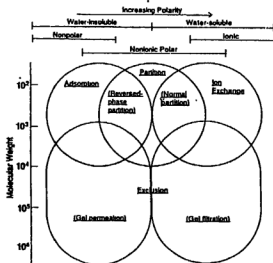 Increasing Polarity
Water-insoluble
Water-soluble
Nonpolar
Ionic
Nonionic Polar
Adsorption
Partition
Ion
Exchange
(Reversed-
phase
partition)
(Normal
partition)
Molecular Weight
10²
10³
10⁴
10⁵
10⁶
Exclusion
(Gel permeation)
(Gel filtration)